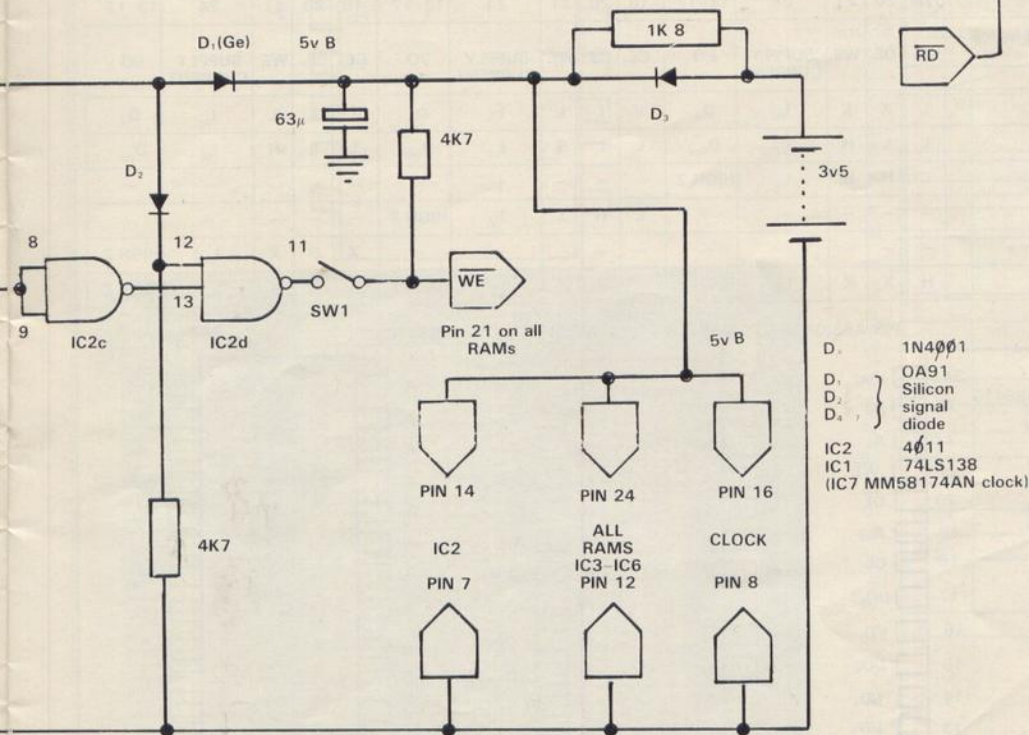 D₁(Ge)
5v B
1K 8
RD
63µ
4K7
D₃
3v5
D₂
8
12
11
13
WE
SW1
9
IC2c
IC2d
Pin 21 on all
RAMs
5v B
1N4001
D₁
OA91
D₂
Silicon
D₄ ,
signal
diode
IC2 4011
IC1 74LS138
(IC7 MM58174AN clock)
PIN 14
PIN 24
PIN 16
4K7
IC2
ALL
RAMS
IC3–IC6
CLOCK
PIN 7
PIN 12
PIN 8